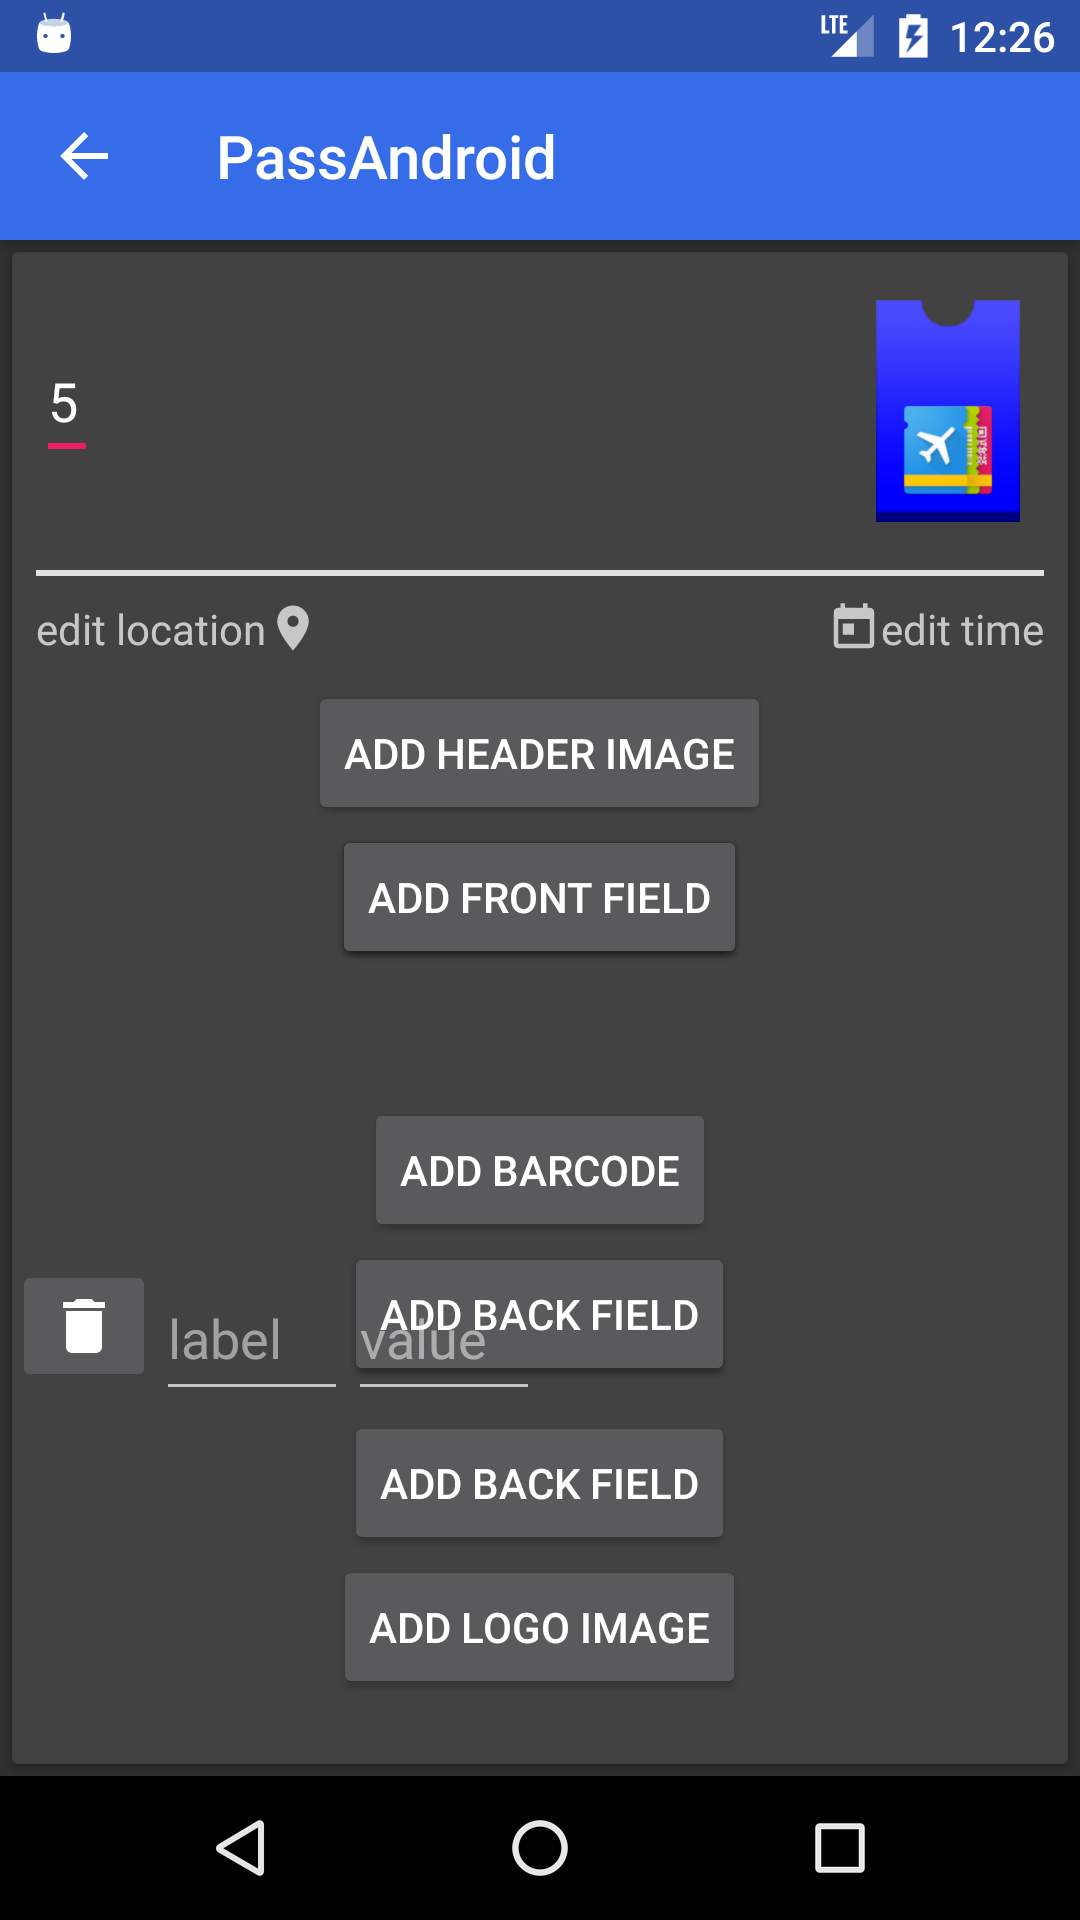 LTE 12:26
PassAndroid
5
edit location edit time
ADD HEADER IMAGE
ADD FRONT FIELD
ADD BARCODE
ADD BACK FIELD
label value
ADD BACK FIELD
ADD LOGO IMAGE